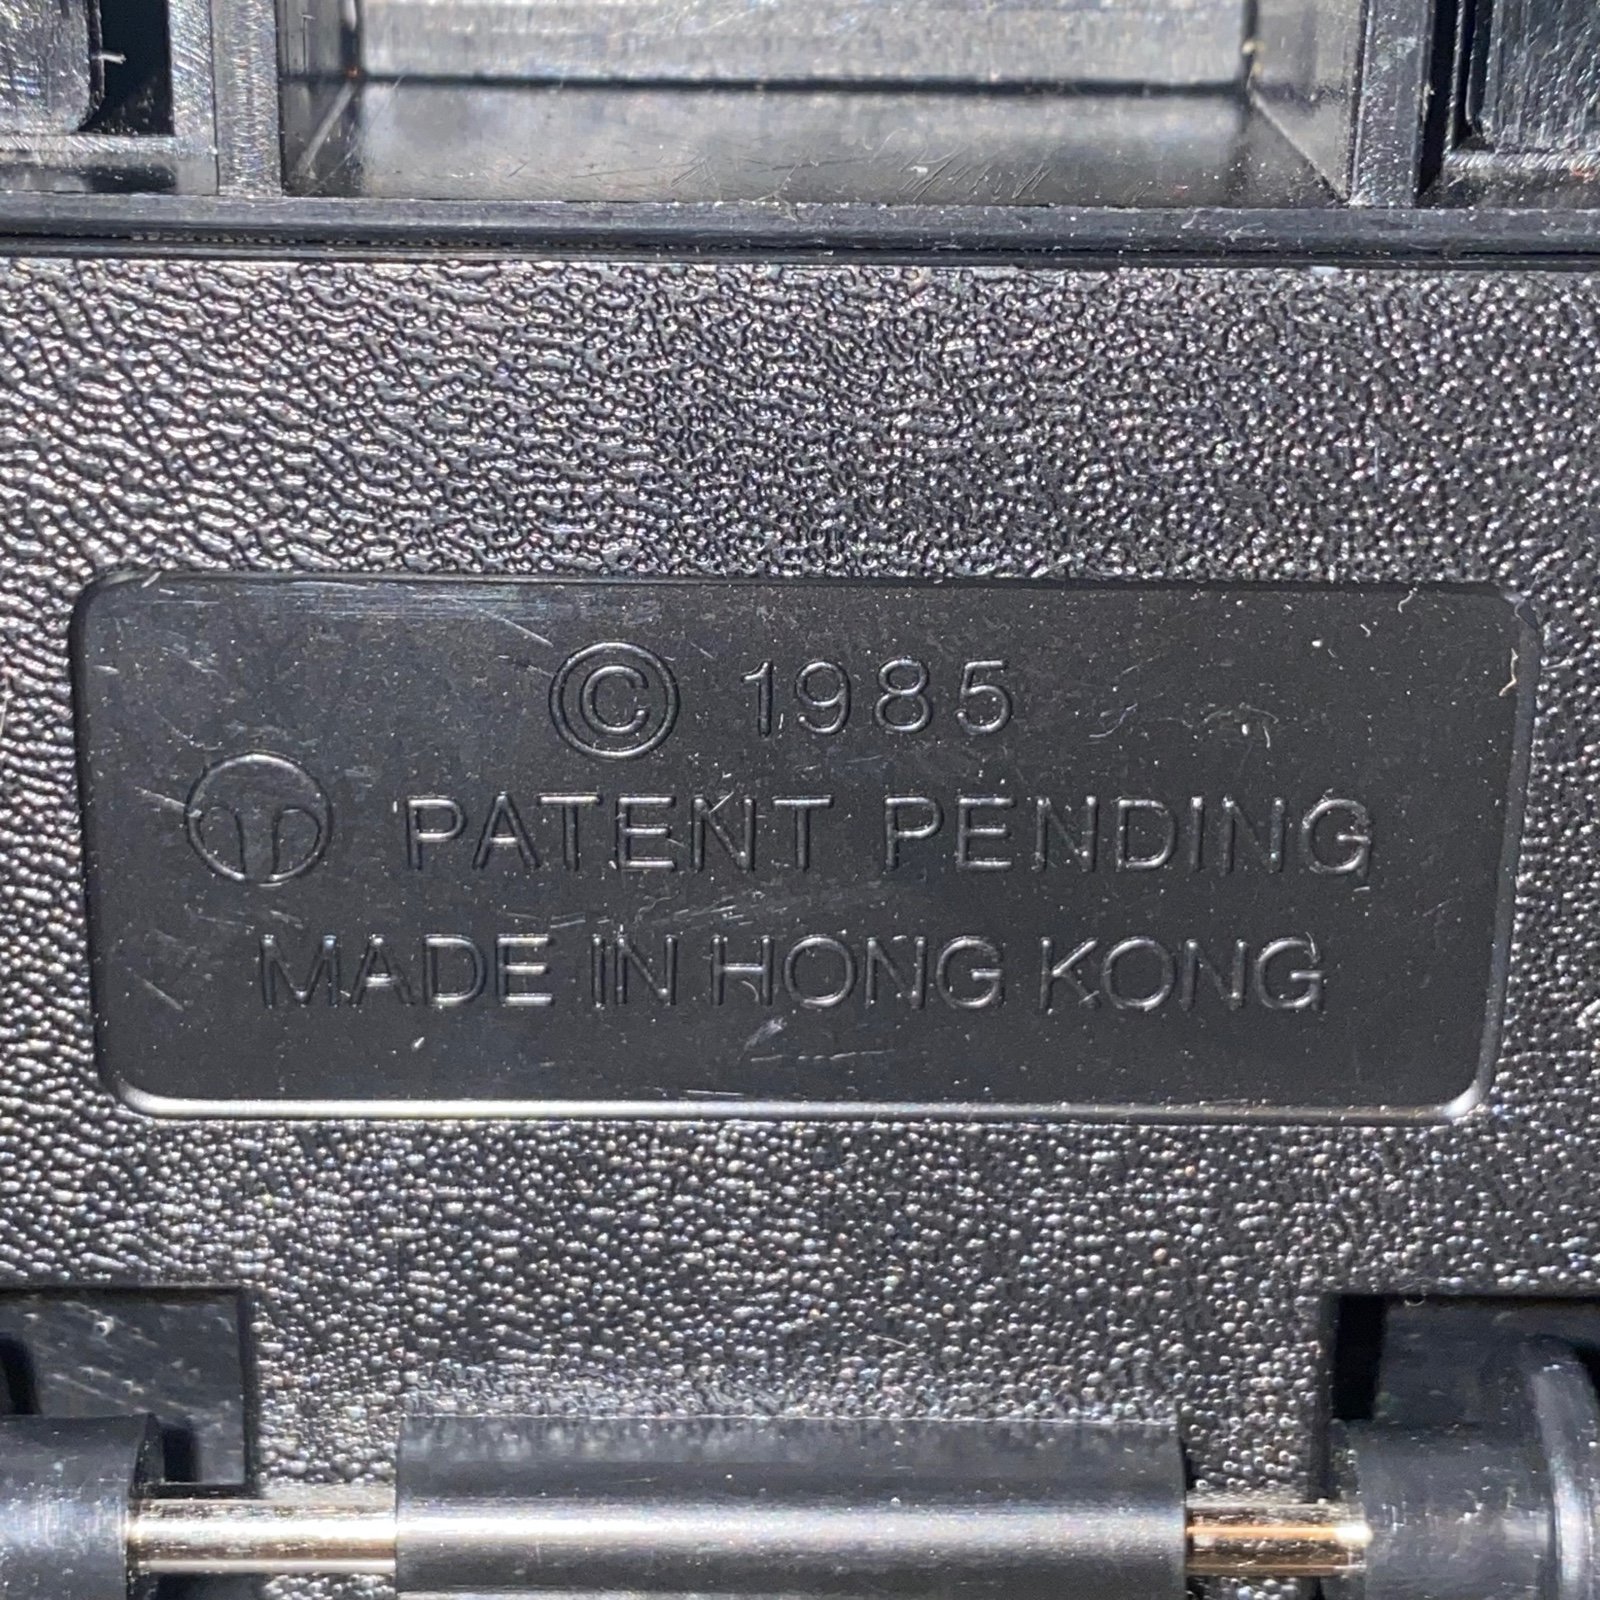 © 1985
PATENT PENDING
MADE IN HONG KONG